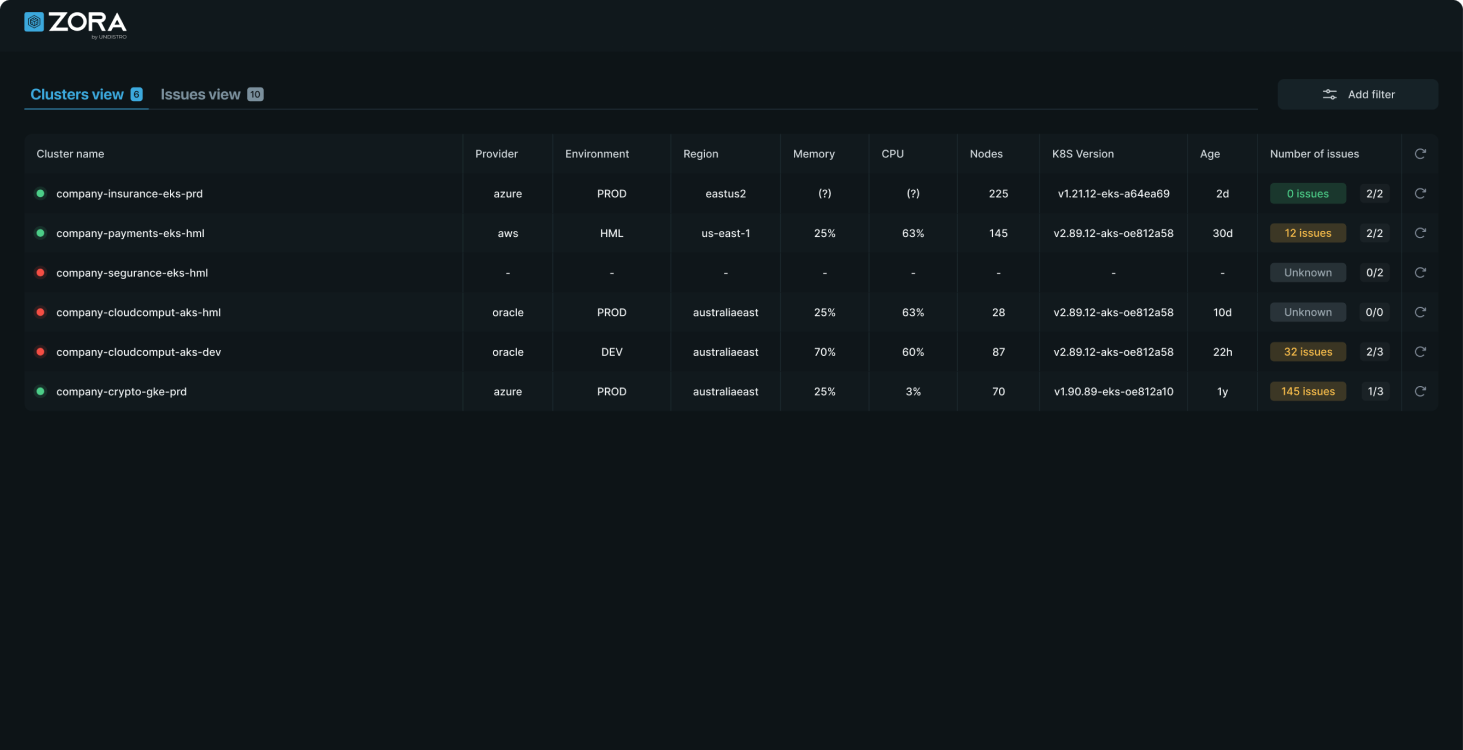 ZORA
by UNDISTRO
Clusters view 6 Issues view 10 Add filter
Cluster name Provider Environment Region Memory CPU Nodes K8S Version Age Number of issues
company-insurance-eks-prd azure PROD eastus2 (?) (?) 225 v1.21.12-eks-a64ea69 2d 0 issues 2/2
company-payments-eks-hml aws HML us-east-1 25% 63% 145 v2.89.12-aks-oe812a58 30d 12 issues 2/2
company-segurance-eks-hml - - - - - - - - Unknown 0/2
company-cloudcomput-aks-hml oracle PROD australiaeast 25% 63% 28 v2.89.12-aks-oe812a58 10d Unknown 0/0
company-cloudcomput-aks-dev oracle DEV australiaeast 70% 60% 87 v2.89.12-aks-oe812a58 22h 32 issues 2/3
company-crypto-gke-prd azure PROD australiaeast 25% 3% 70 v1.90.89-eks-oe812a10 1y 145 issues 1/3